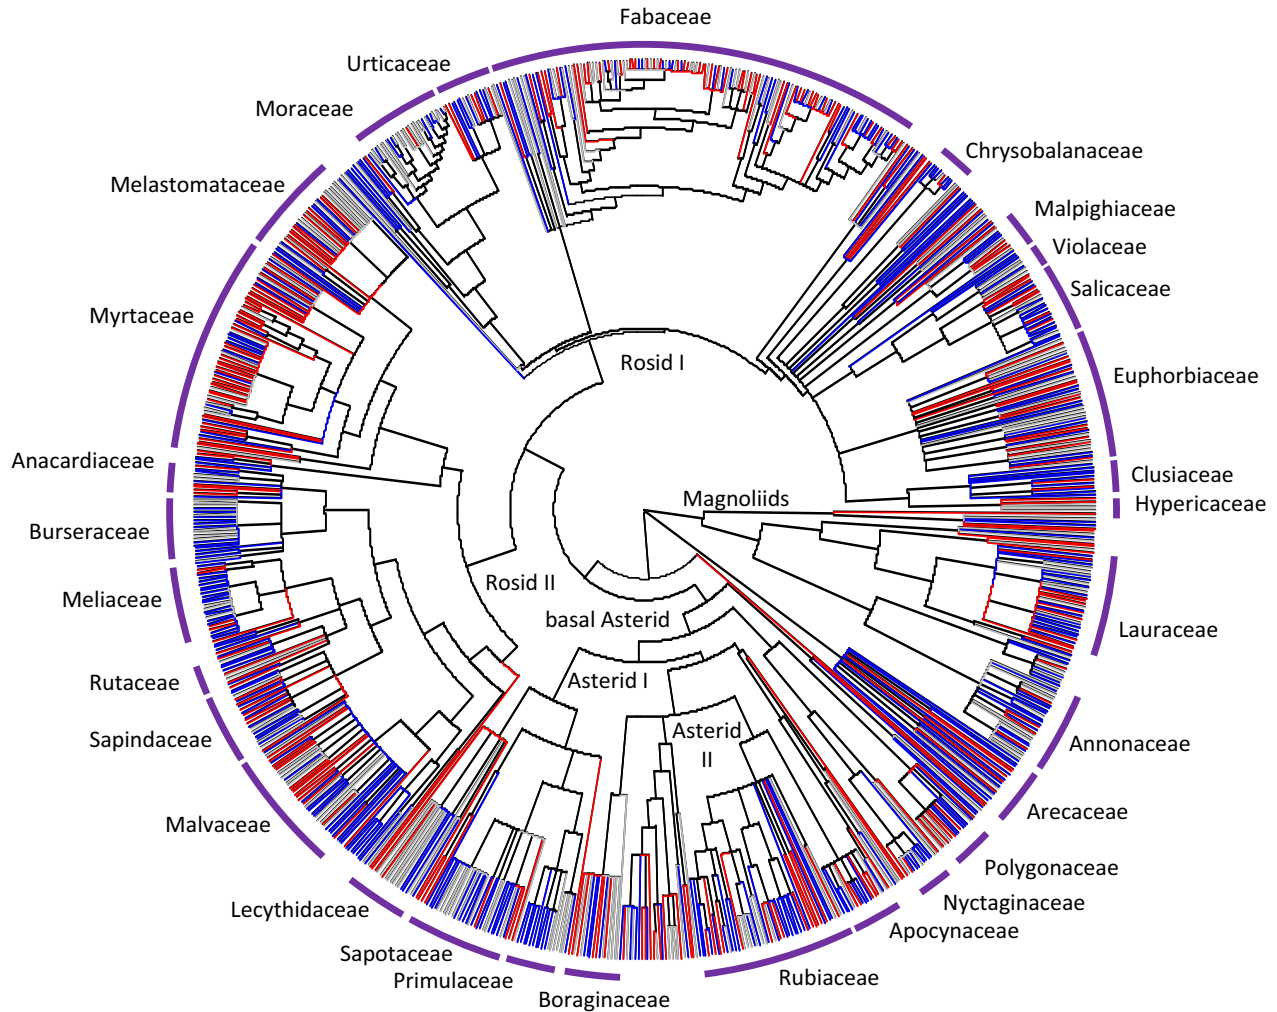 Fabaceae
Urticaceae
Moraceae
Chrysobalanaceae
Melastomataceae
Malpighiaceae
Violaceae
Salicaceae
Myrtaceae
Rosid I
Euphorbiaceae
Anacardiaceae
Clusiaceae
Magnoliids
Hypericaceae
Burseraceae
Rosid II
Meliaceae
basal Asterid
Lauraceae
Rutaceae
Asterid I
Sapindaceae
Asterid
II
Annonaceae
Arecaceae
Malvaceae
Polygonaceae
Nyctaginaceae
Lecythidaceae
Apocynaceae
Sapotaceae
Primulaceae
Rubiaceae
Boraginaceae